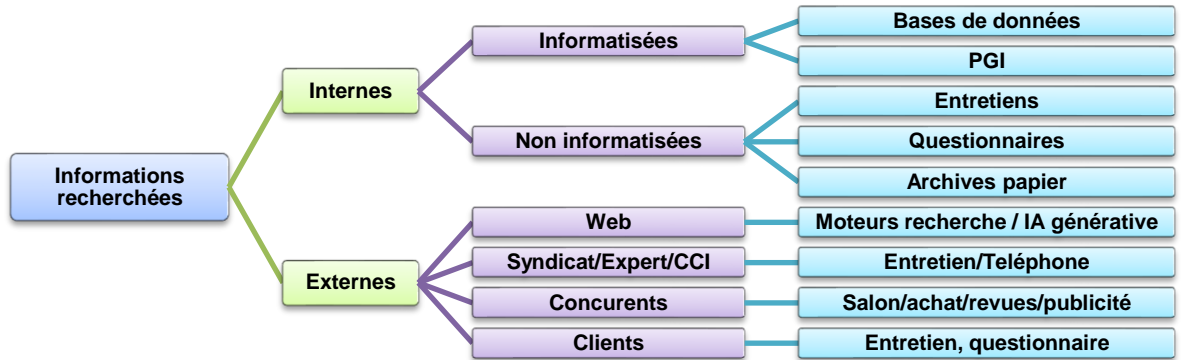 Informations
recherchées
Internes
Informatisées
Bases de données
PGI
Non informatisées
Entretiens
Questionnaires
Archives papier
Externes
Web
Moteurs recherche / IA générative
Syndicat/Expert/CCI
Entretien/Teléphone
Concurents
Salon/achat/revues/publicité
Clients
Entretien, questionnaire